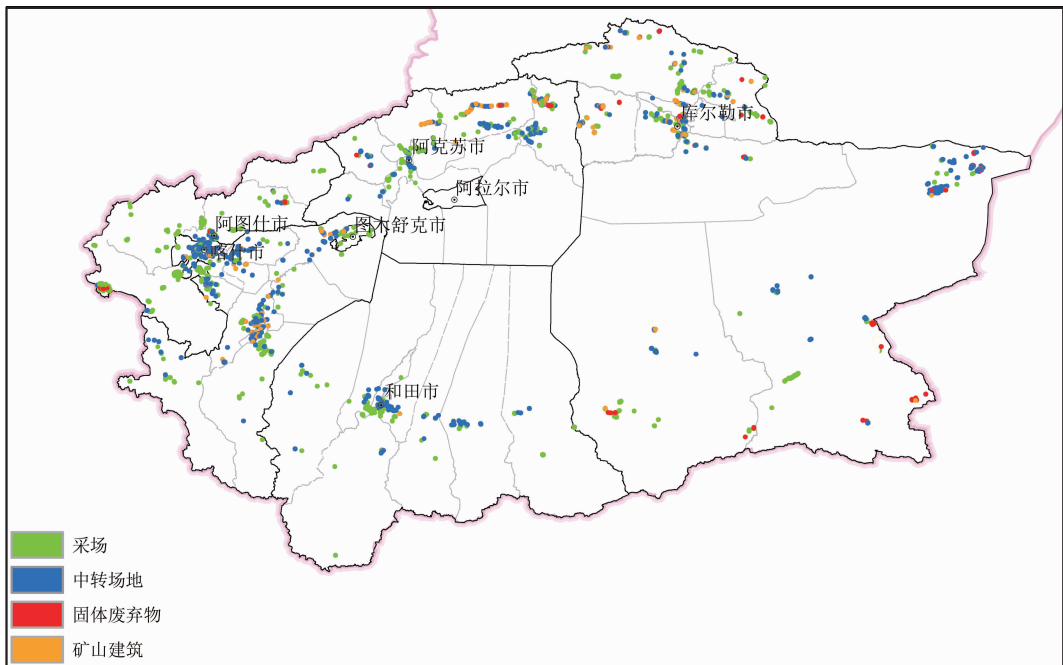 库尔勒市
阿克苏市
阿拉尔市
阿图什市
图木舒克市
喀什市
和田市
采场
中转场地
固体废弃物
矿山建筑